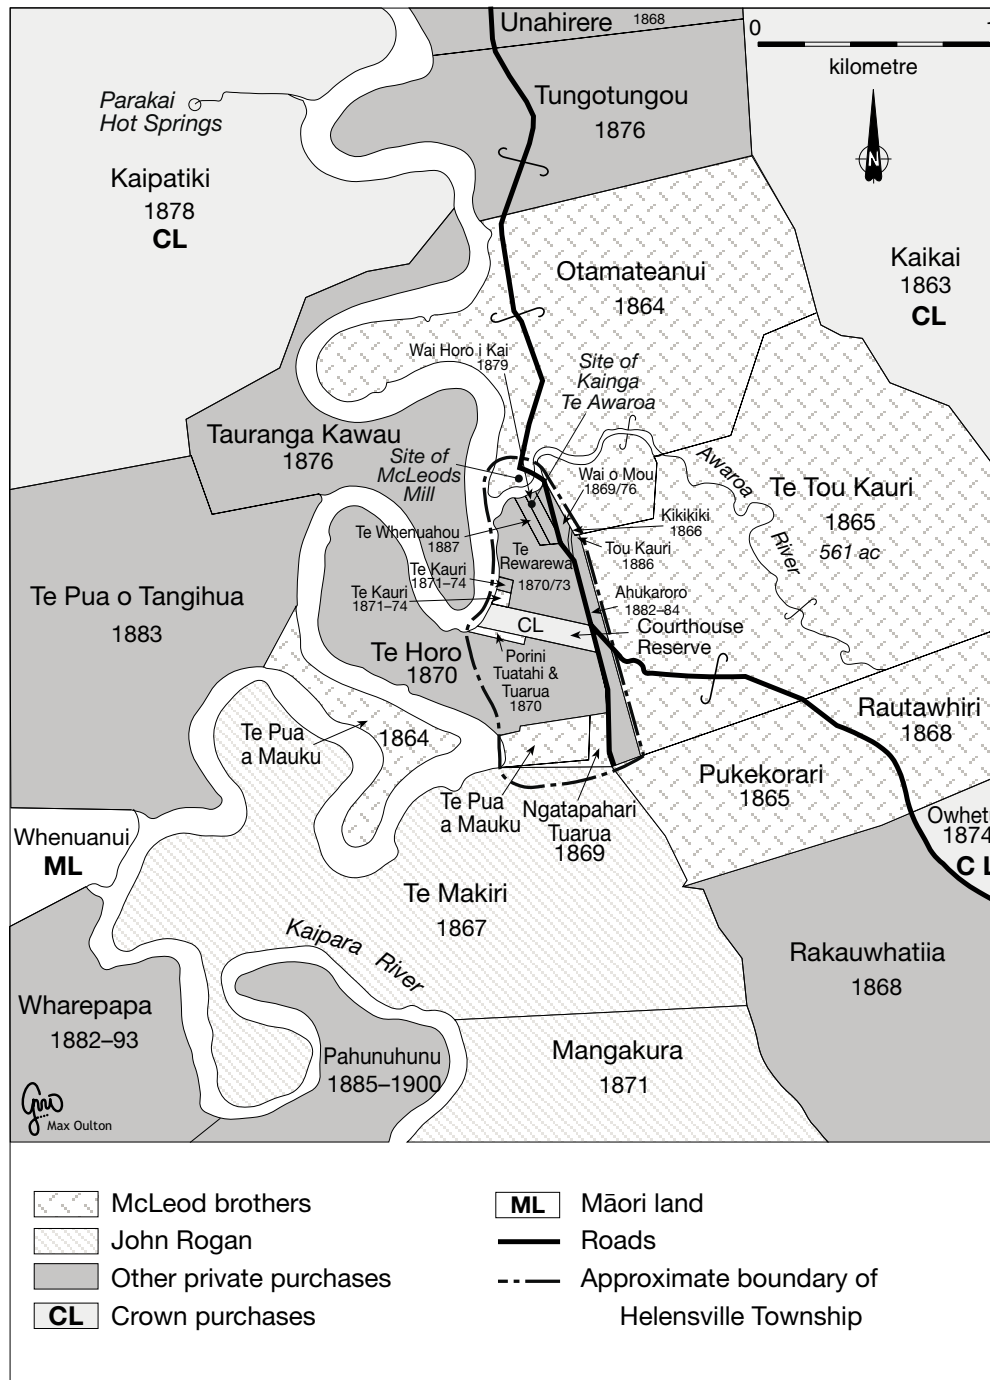 Unahirere 1868
0
1
kilometre
N
Tungotungou
1876
Parakai
Hot Springs
Kaipatiki
1878
CL
Otamateanui
1864
Kaikai
1863
CL
Wai Horo i Kai
1879
Site of
Kainga
Te Awaroa
Tauranga Kawau
1876
Site of
McLeods
Mill
Wai o Mou
1869/76
Awaroa
River
Te Tou Kauri
1865
561 ac
Kikikiki
1866
Tou Kauri
1886
Te Whenuahou
1887
Te
Rewarewa
1870/73
Te Kauri
1871–74
Te Kauri
1871–74
Ahukaroro
1882–84
CL
Courthouse
Reserve
Te Pua o Tangihua
1883
Te Horo
1870
Porini
Tuatahi &
Tuarua
1870
Te Pua
a Mauku
1864
Rautawhiri
1868
Pukekorari
1865
Te Pua
a Mauku
Ngatapahari
Tuarua
1869
Owhet
1874
C L
Whenuanui
ML
Te Makiri
1867
Kaipara River
Rakauwhatiia
1868
Wharepapa
1882–93
Pahunuhunu
1885–1900
Mangakura
1871
Max Oulton
McLeod brothers
John Rogan
Other private purchases
CL Crown purchases
ML Māori land
Roads
Approximate boundary of
Helensville Township